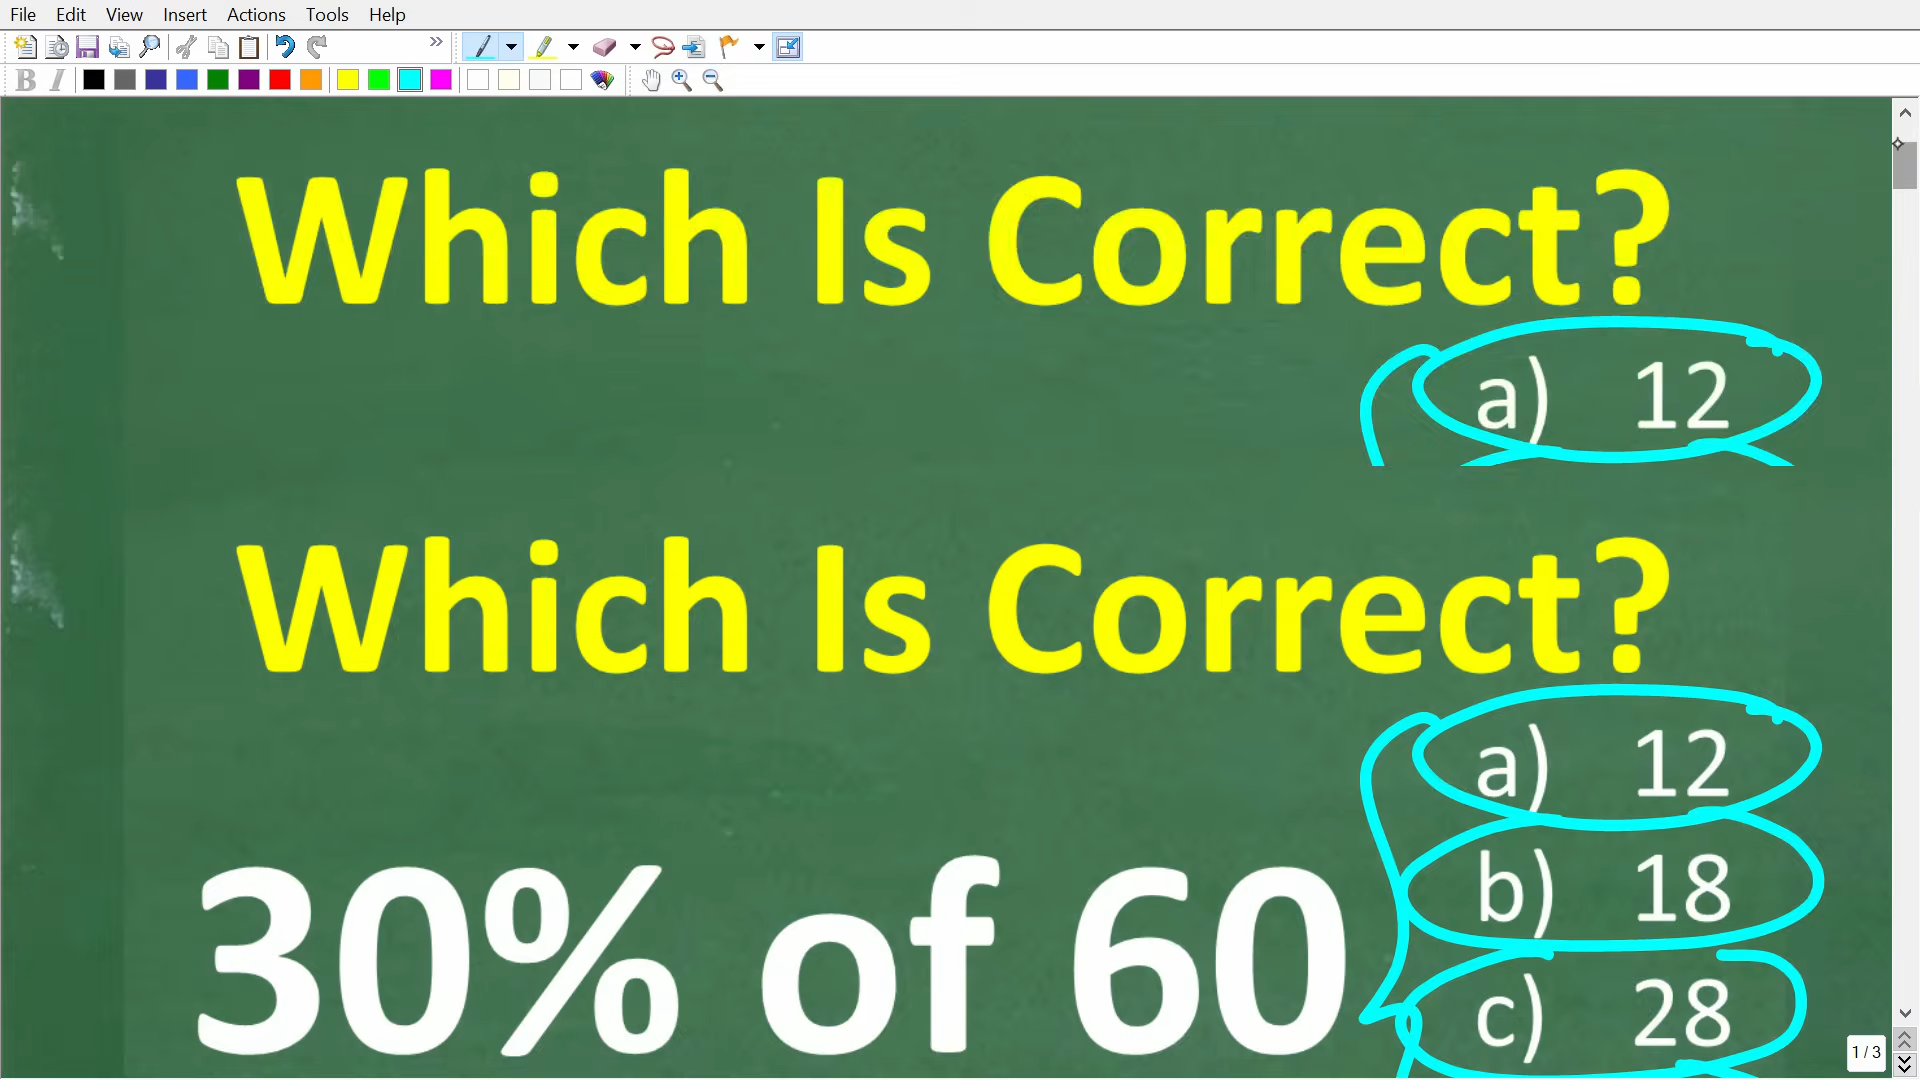 File Edit View Insert Actions Tools Help
» 
B I
Which Is Correct?
a) 12
Which Is Correct?
a) 12
b) 18
30% of 60
c) 28
1 / 3